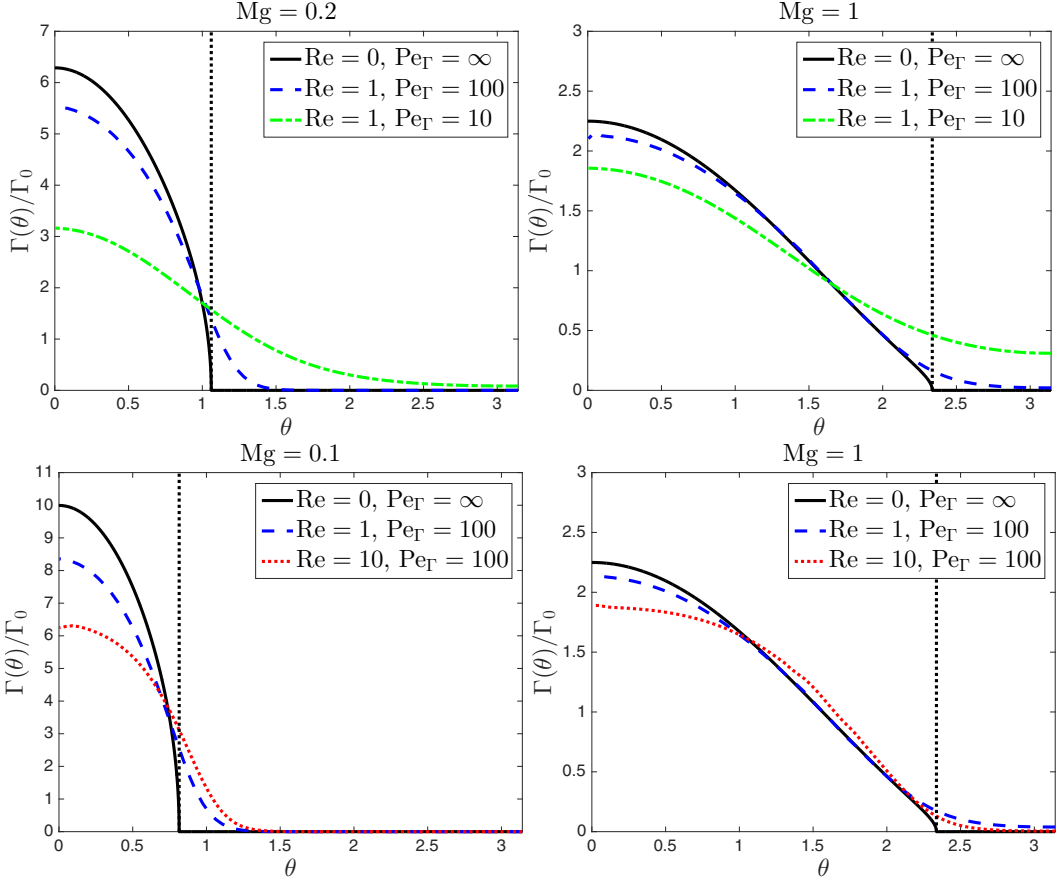 Mg = 0.2
7
6
5
4
3
2
1
0
Γ(θ)/Γ₀
Re = 0, Pe_Γ = ∞
Re = 1, Pe_Γ = 100
Re = 1, Pe_Γ = 10
0 0.5 1 1.5 2 2.5 3
θ
Mg = 1
3
2.5
2
1.5
1
0.5
0
Γ(θ)/Γ₀
Re = 0, Pe_Γ = ∞
Re = 1, Pe_Γ = 100
Re = 1, Pe_Γ = 10
0 0.5 1 1.5 2 2.5 3
θ
Mg = 0.1
11
10
9
8
7
6
5
4
3
2
1
0
Γ(θ)/Γ₀
Re = 0, Pe_Γ = ∞
Re = 1, Pe_Γ = 100
Re = 10, Pe_Γ = 100
0 0.5 1 1.5 2 2.5 3
θ
Mg = 1
3
2.5
2
1.5
1
0.5
0
Γ(θ)/Γ₀
Re = 0, Pe_Γ = ∞
Re = 1, Pe_Γ = 100
Re = 10, Pe_Γ = 100
0 0.5 1 1.5 2 2.5 3
θ